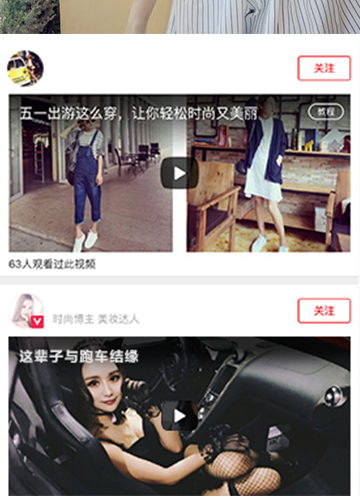 关注
五一出游这么穿，让你轻松时尚又美丽
教程
63人观看过此视频
时尚博主 美妆达人
关注
这辈子与跑车结缘